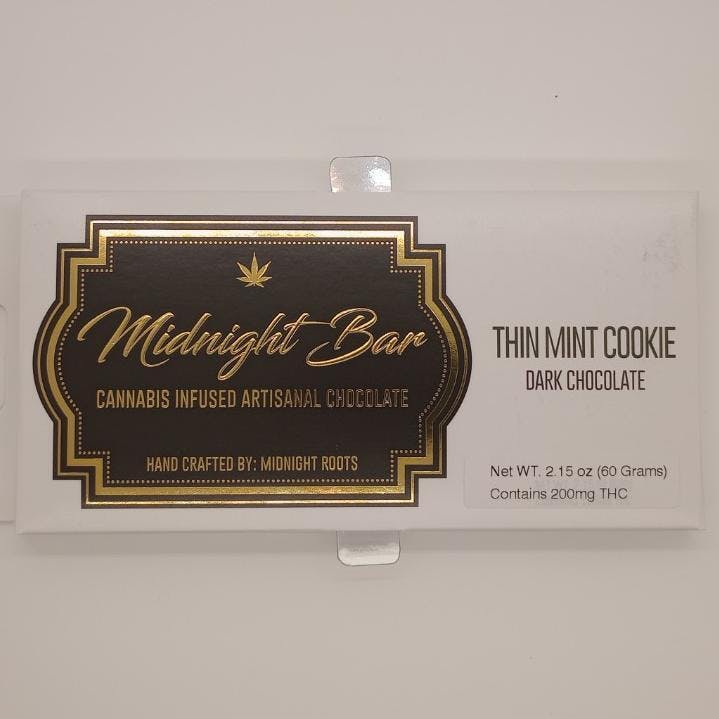 Midnight Bar
CANNABIS INFUSED ARTISANAL CHOCOLATE
HAND CRAFTED BY: MIDNIGHT ROOTS
THIN MINT COOKIE
DARK CHOCOLATE
Net WT. 2.15 oz (60 Grams)
Contains 200mg THC